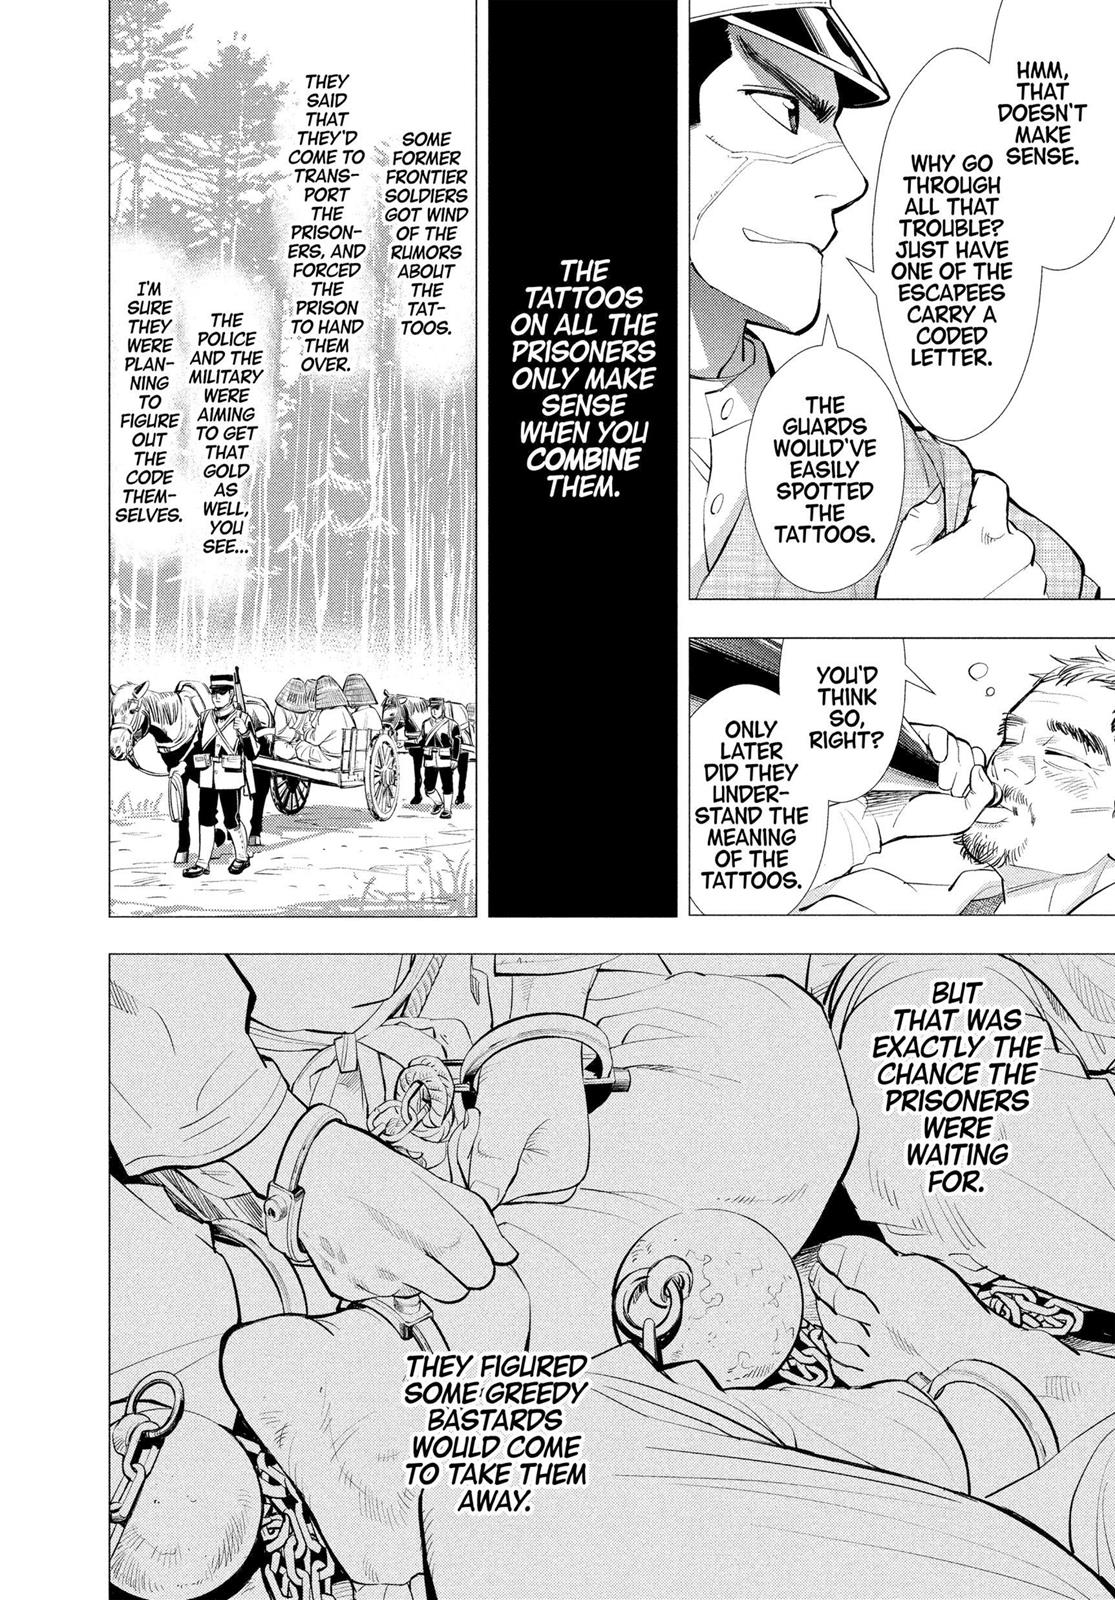 HMM,
THAT
DOESN'T
MAKE
SENSE.
WHY GO
THROUGH
ALL THAT
TROUBLE?
JUST HAVE
ONE OF THE
ESCAPEES
CARRY A
CODED
LETTER.
THE
GUARDS
WOULD'VE
EASILY
SPOTTED
THE
TATTOOS.
YOU'D
THINK
SO,
RIGHT?
ONLY
LATER
DID THEY
UNDER-
STAND THE
MEANING
OF THE
TATTOOS.
THE
TATTOOS
ON ALL THE
PRISONERS
ONLY MAKE
SENSE
WHEN YOU
COMBINE
THEM.
SOME
FORMER
FRONTIER
SOLDIERS
GOT WIND
OF THE
RUMORS
ABOUT
THE
TAT-
TOOS.
THEY
SAID
THAT
THEY'D
COME TO
TRANS-
PORT
THE
PRISON-
ERS, AND
FORCED
THE
PRISON
TO HAND
THEM
OVER.
THE
POLICE
AND THE
MILITARY
WERE
AIMING
TO GET
THAT
GOLD
AS
WELL,
YOU
SEE...
I'M
SURE
THEY
WERE
PLAN-
NING
TO
FIGURE
OUT
THE
CODE
THEM-
SELVES.
BUT
THAT WAS
EXACTLY THE
CHANCE THE
PRISONERS
WERE
WAITING
FOR.
THEY FIGURED
SOME GREEDY
BASTARDS
WOULD COME
TO TAKE THEM
AWAY.